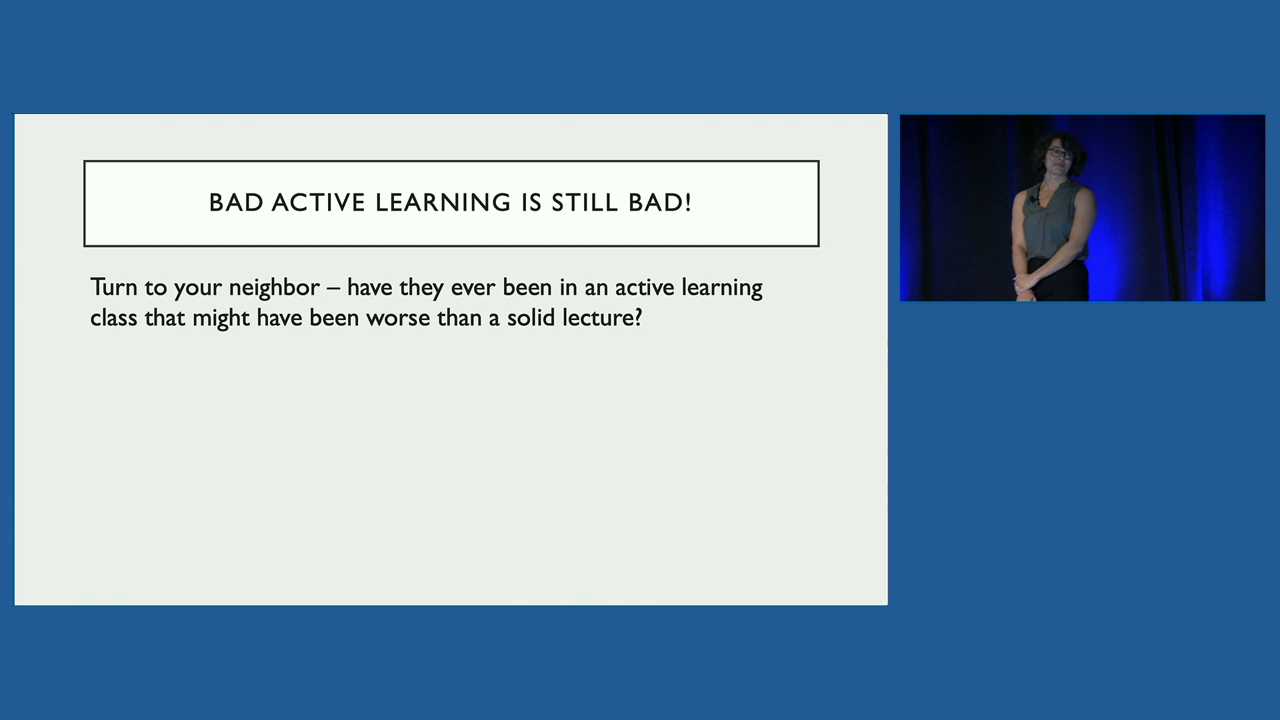 BAD ACTIVE LEARNING IS STILL BAD!
Turn to your neighbor – have they ever been in an active learning
class that might have been worse than a solid lecture?